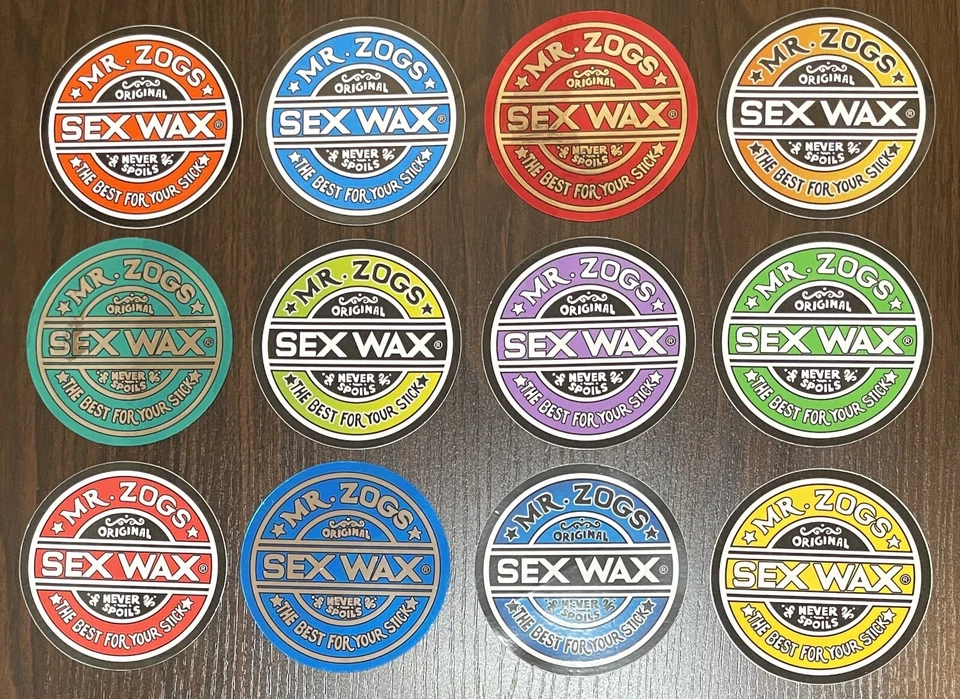 MR. ZOGS
ORIGINAL
SEX WAX®
NEVER
SPOILS
THE BEST FOR YOUR STICK
MR. ZOGS
ORIGINAL
SEX WAX®
NEVER
SPOILS
THE BEST FOR YOUR STICK
MR. ZOGS
ORIGINAL
SEX WAX®
NEVER
SPOILS
THE BEST FOR YOUR STICK
MR. ZOGS
ORIGINAL
SEX WAX®
NEVER
SPOILS
THE BEST FOR YOUR STICK
MR. ZOGS
ORIGINAL
SEX WAX®
NEVER
SPOILS
THE BEST FOR YOUR STICK
MR. ZOGS
ORIGINAL
SEX WAX®
NEVER
SPOILS
THE BEST FOR YOUR STICK
MR. ZOGS
ORIGINAL
SEX WAX®
NEVER
SPOILS
THE BEST FOR YOUR STICK
MR. ZOGS
ORIGINAL
SEX WAX®
NEVER
SPOILS
THE BEST FOR YOUR STICK
MR. ZOGS
ORIGINAL
SEX WAX®
NEVER
SPOILS
THE BEST FOR YOUR STICK
MR. ZOGS
ORIGINAL
SEX WAX®
NEVER
SPOILS
THE BEST FOR YOUR STICK
MR. ZOGS
ORIGINAL
SEX WAX®
NEVER
SPOILS
THE BEST FOR YOUR STICK
MR. ZOGS
ORIGINAL
SEX WAX®
NEVER
SPOILS
THE BEST FOR YOUR STICK